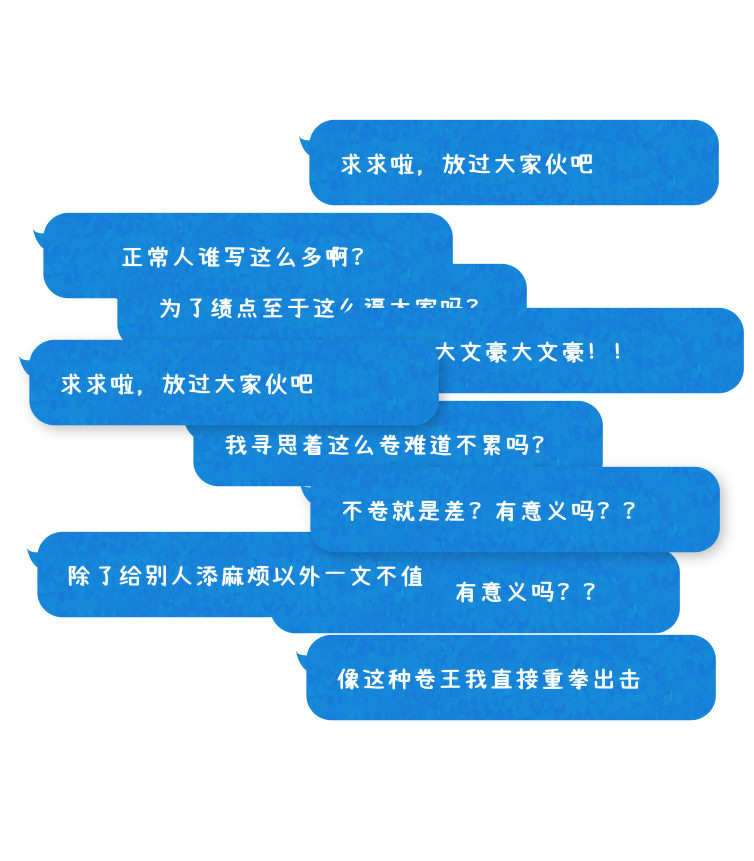 求求啦，放过大家伙吧
正常人谁写这么多啊？
为了绩点至于这么逼大家吗？
大文豪大文豪！！
求求啦，放过大家伙吧
我寻思着这么卷难道不累吗？
不卷就是差？有意义吗？？
除了给别人添麻烦以外一文不值
有意义吗？？
像这种卷王我直接重拳出击